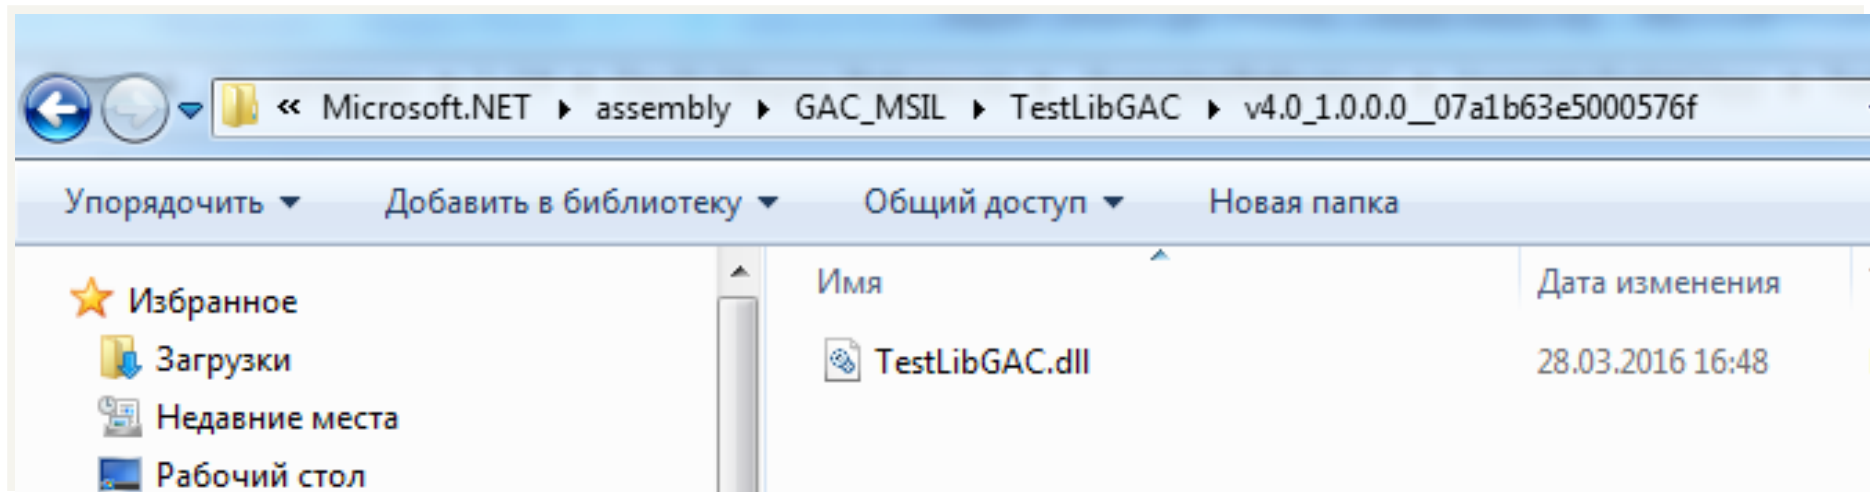 « Microsoft.NET ▸ assembly ▸ GAC_MSIL ▸ TestLibGAC ▸ v4.0_1.0.0.0__07a1b63e5000576f
Упорядочить ▼ Добавить в библиотеку ▼ Общий доступ ▼ Новая папка
Имя Дата изменения
Избранное
Загрузки
TestLibGAC.dll 28.03.2016 16:48
Недавние места
Рабочий стол